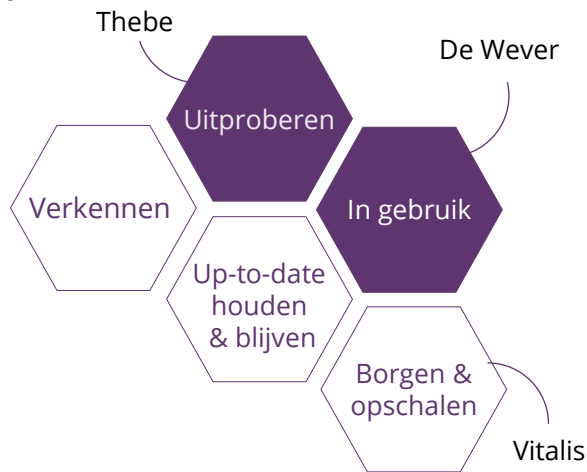 Thebe
De Wever
Uitproberen
Verkennen
In gebruik
Up-to-date
houden
& blijven
Borgen &
opschalen
Vitalis